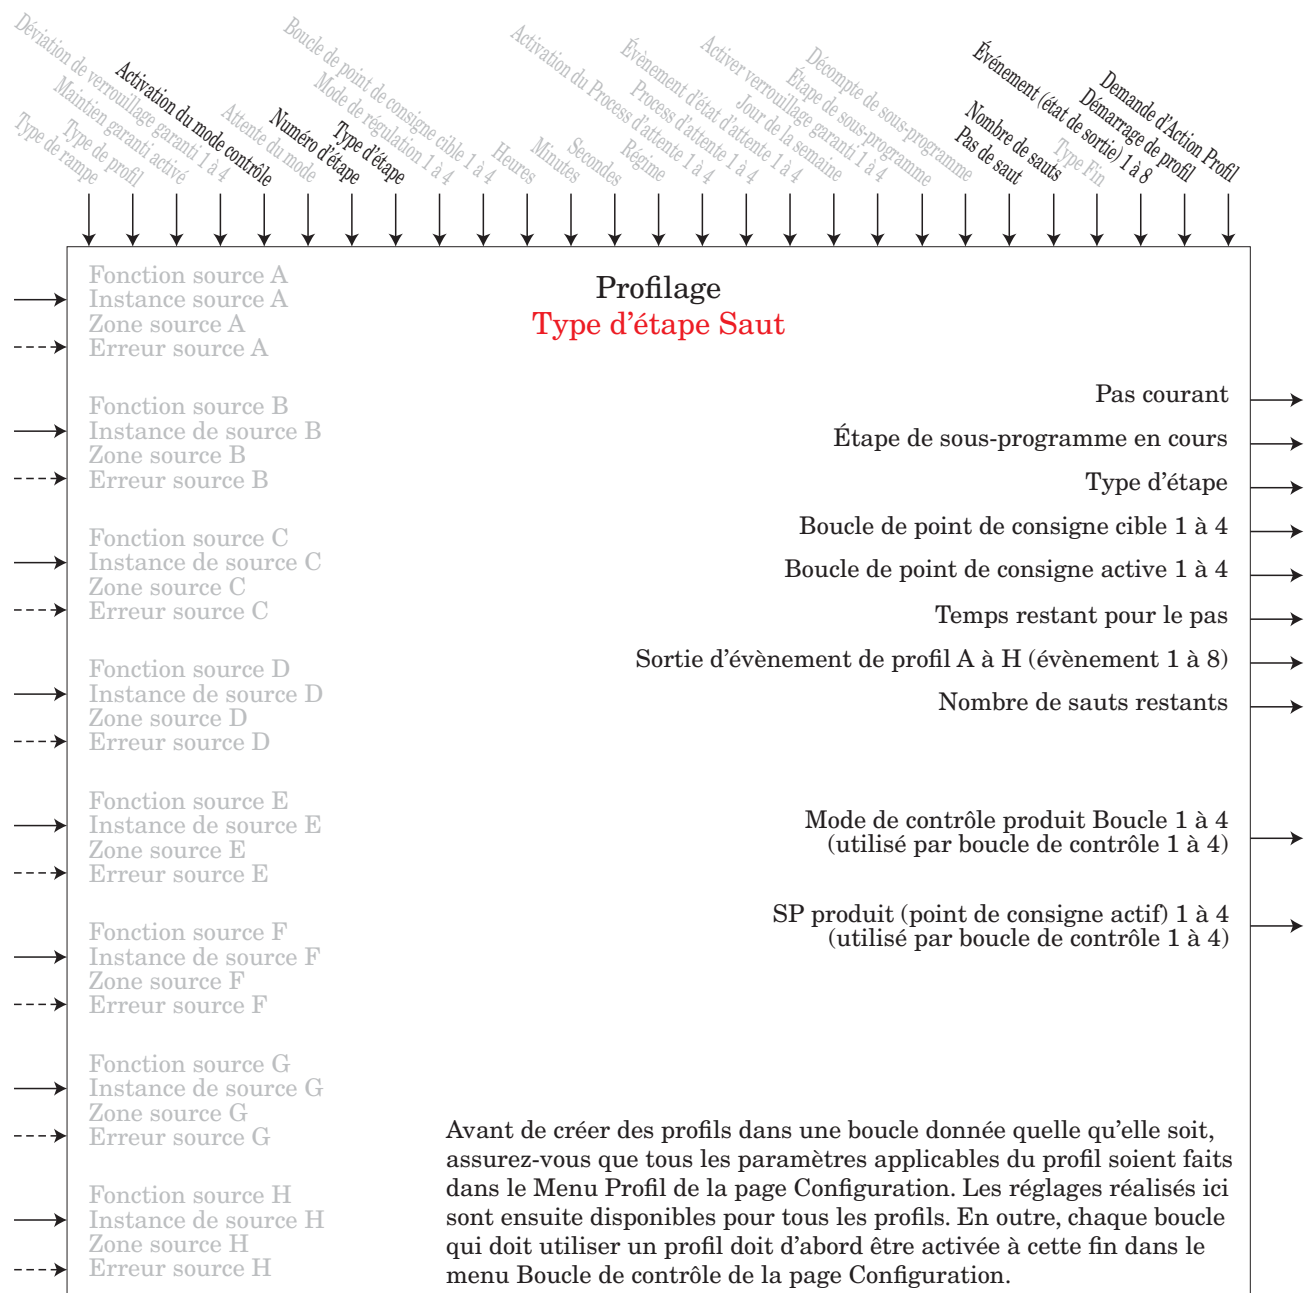 Type de rampe
Type de profil
Maintien garanti activé
Déviation de verrouillage garanti 1 à 4
Activation du mode contrôle
Attente du mode
Numéro d'étape
Type d'étape
Mode de régulation 1 à 4
Boucle de point de consigne cible 1 à 4
Heures
Minutes
Secondes
Régime
Activation du Process d'attente 1 à 4
Process d'attente 1 à 4
Évènement d'état d'attente 1 à 4
Jour de la semaine
Activer verrouillage garanti 1 à 4
Étape de sous-programme
Décompte de sous-programme
Pas de saut
Nombre de sauts
Type Fin
Événement (état de sortie) 1 à 8
Démarrage de profil
Demande d'Action Profil
Profilage
Type d'étape Saut
Fonction source A
Instance source A
Zone source A
Erreur source A
Fonction source B
Instance de source B
Zone source B
Erreur source B
Fonction source C
Instance de source C
Zone source C
Erreur source C
Fonction source D
Instance de source D
Zone source D
Erreur source D
Fonction source E
Instance de source E
Zone source E
Erreur source E
Fonction source F
Instance de source F
Zone source F
Erreur source F
Fonction source G
Instance de source G
Zone source G
Erreur source G
Fonction source H
Instance de source H
Zone source H
Erreur source H
Pas courant
Étape de sous-programme en cours
Type d'étape
Boucle de point de consigne cible 1 à 4
Boucle de point de consigne active 1 à 4
Temps restant pour le pas
Sortie d'évènement de profil A à H (évènement 1 à 8)
Nombre de sauts restants
Mode de contrôle produit Boucle 1 à 4
(utilisé par boucle de contrôle 1 à 4)
SP produit (point de consigne actif) 1 à 4
(utilisé par boucle de contrôle 1 à 4)
Avant de créer des profils dans une boucle donnée quelle qu'elle soit,
assurez-vous que tous les paramètres applicables du profil soient faits
dans le Menu Profil de la page Configuration. Les réglages réalisés ici
sont ensuite disponibles pour tous les profils. En outre, chaque boucle
qui doit utiliser un profil doit d'abord être activée à cette fin dans le
menu Boucle de contrôle de la page Configuration.